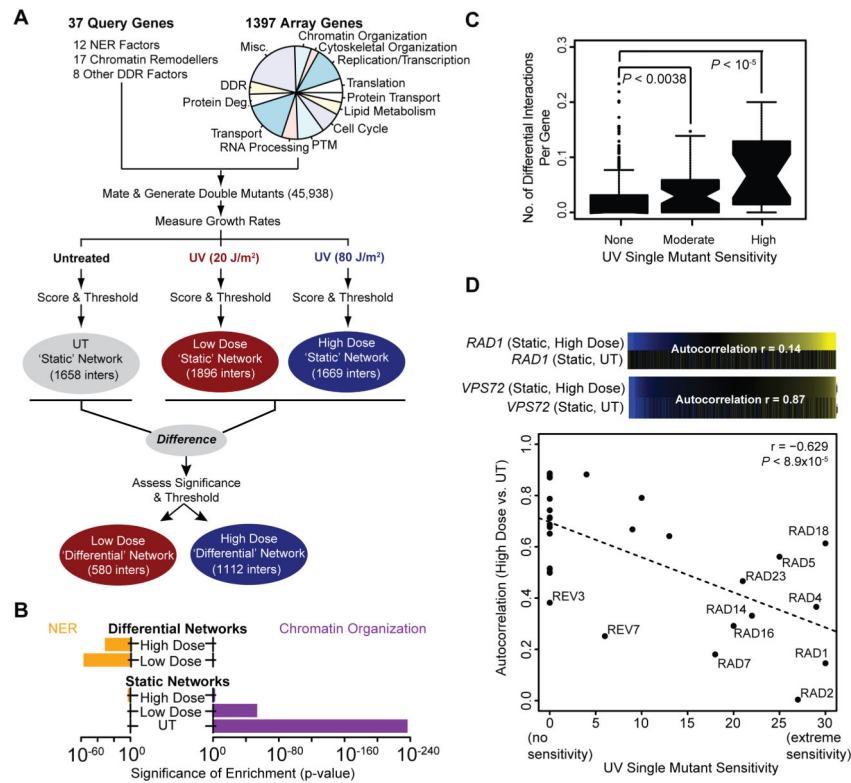 A
37 Query Genes
12 NER Factors
17 Chromatin Remodellers
8 Other DDR Factors
1397 Array Genes
Chromatin Organization
Cytoskeletal Organization
Replication/Transcription
Translation
Protein Transport
Lipid Metabolism
Cell Cycle
PTM
RNA Processing
Transport
Protein Deg.
DDR
Misc.
Mate & Generate Double Mutants (45,938)
Measure Growth Rates
Untreated
UV (20 J/m²)
UV (80 J/m²)
Score & Threshold
Score & Threshold
Score & Threshold
UT
'Static' Network
(1658 inters)
Low Dose
'Static' Network
(1896 inters)
High Dose
'Static' Network
(1669 inters)
Difference
Assess Significance
& Threshold
Low Dose
'Differential' Network
(580 inters)
High Dose
'Differential' Network
(1112 inters)
B
NER
Differential Networks
Chromatin Organization
High Dose
Low Dose
Static Networks
High Dose
Low Dose
UT
10⁻⁶⁰ 10⁰ 10⁰ 10⁻⁸⁰ 10⁻¹⁶⁰ 10⁻²⁴⁰
Significance of Enrichment (p-value)
C
No. of Differential Interactions
Per Gene
0.3
0.2
0.1
0.0
P < 0.0038
P < 10⁻⁵
None Moderate High
UV Single Mutant Sensitivity
D
RAD1 (Static, High Dose)
RAD1 (Static, UT)
Autocorrelation r = 0.14
VPS72 (Static, High Dose)
VPS72 (Static, UT)
Autocorrelation r = 0.87
Autocorrelation (High Dose vs. UT)
1.0
0.8
0.6
0.4
0.2
0.0
r = −0.629
P < 8.9x10⁻⁵
RAD18
RAD5
RAD23
REV3
RAD4
RAD14
REV7
RAD16
RAD7
RAD1
RAD2
0 5 10 15 20 25 30
(no
sensitivity)
(extreme
sensitivity)
UV Single Mutant Sensitivity